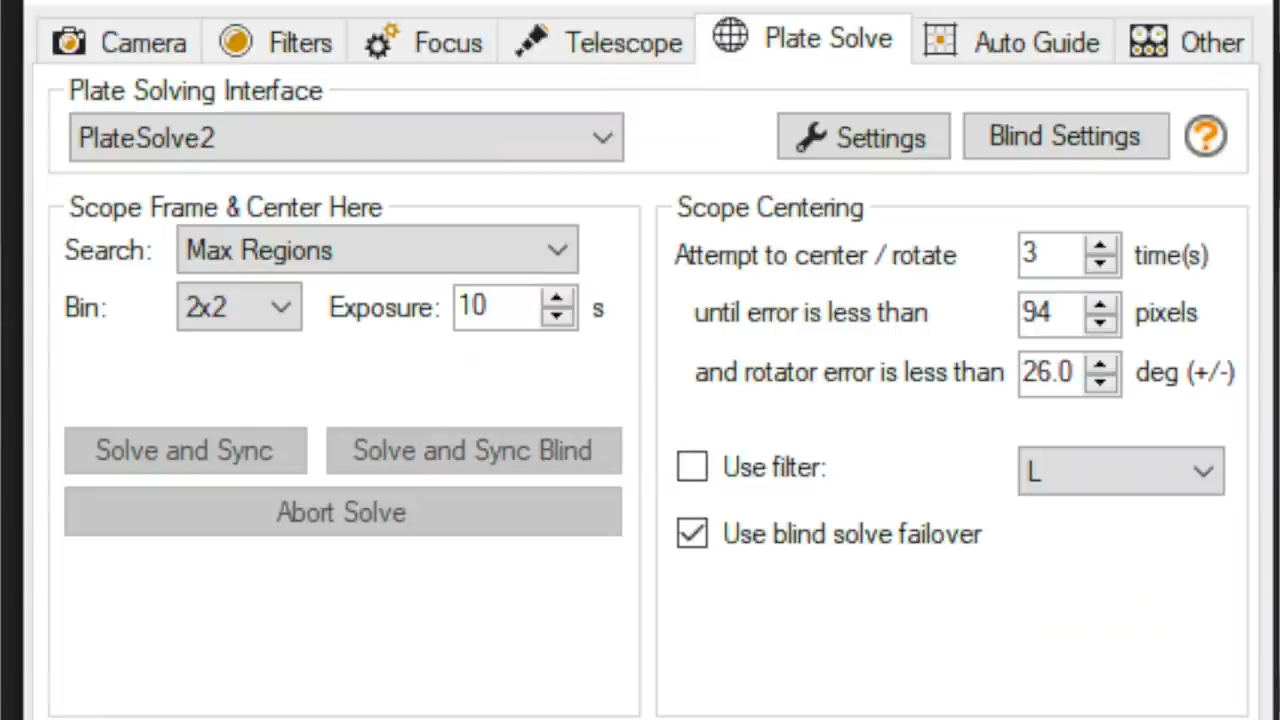 Camera Filters Focus Telescope Plate Solve Auto Guide Other
Plate Solving Interface
PlateSolve2 Settings Blind Settings ?
Scope Frame & Center Here
Search: Max Regions
Bin: 2x2 Exposure: 10 s
Solve and Sync Solve and Sync Blind
Abort Solve
Scope Centering
Attempt to center / rotate 3 time(s)
until error is less than 94 pixels
and rotator error is less than 26.0 deg (+/-)
Use filter: L
Use blind solve failover